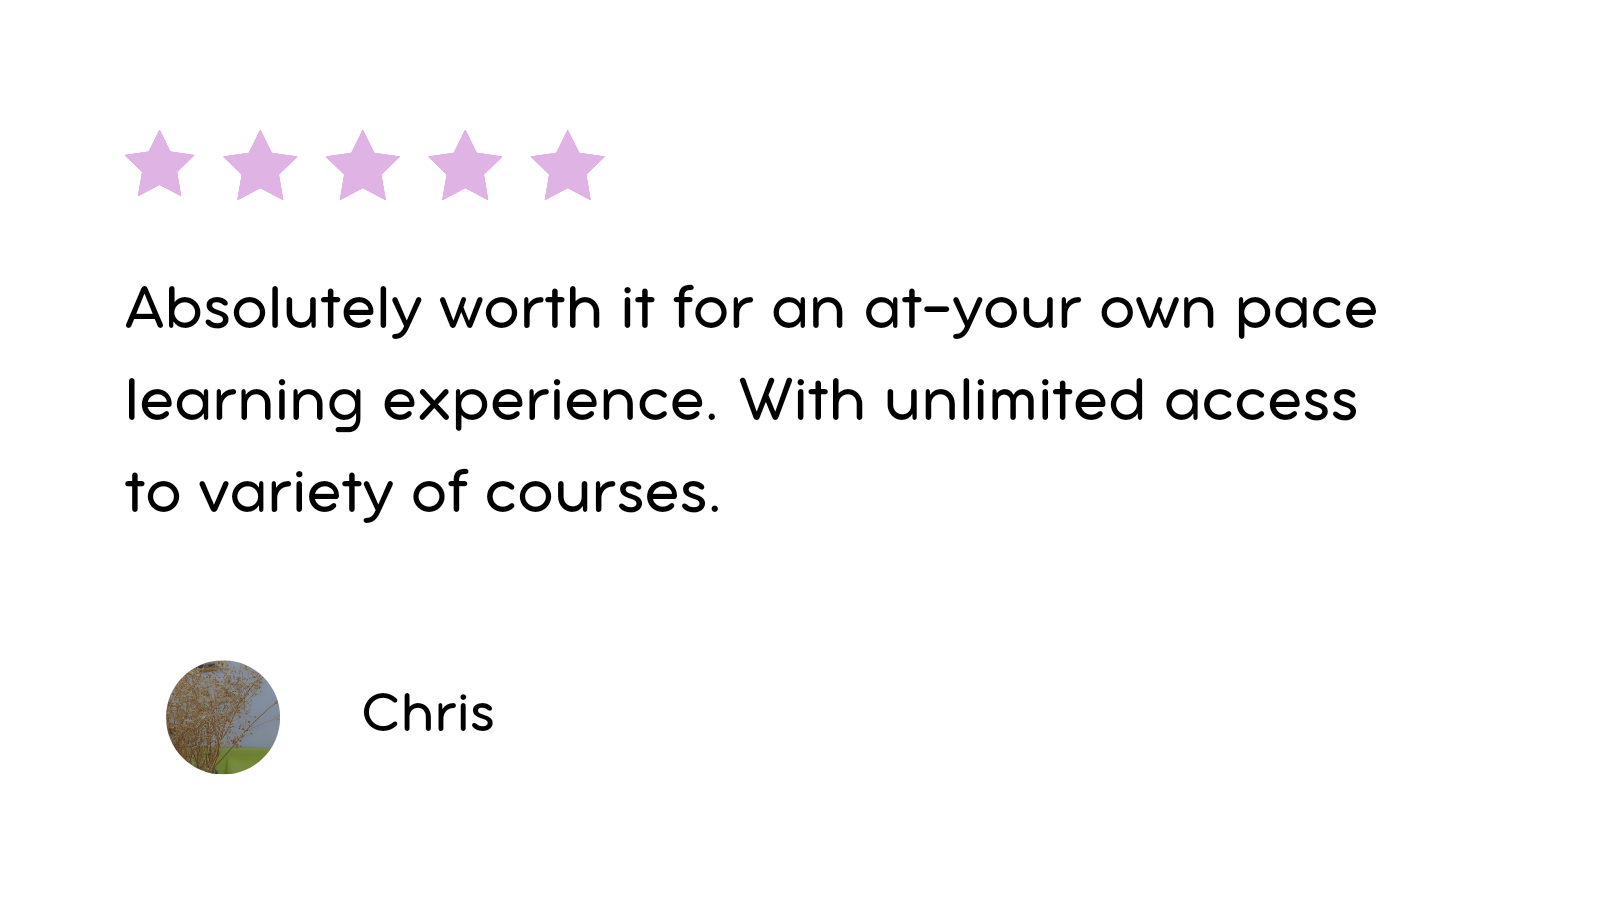 Absolutely worth it for an at-your own pace
learning experience. With unlimited access
to variety of courses.
Chris